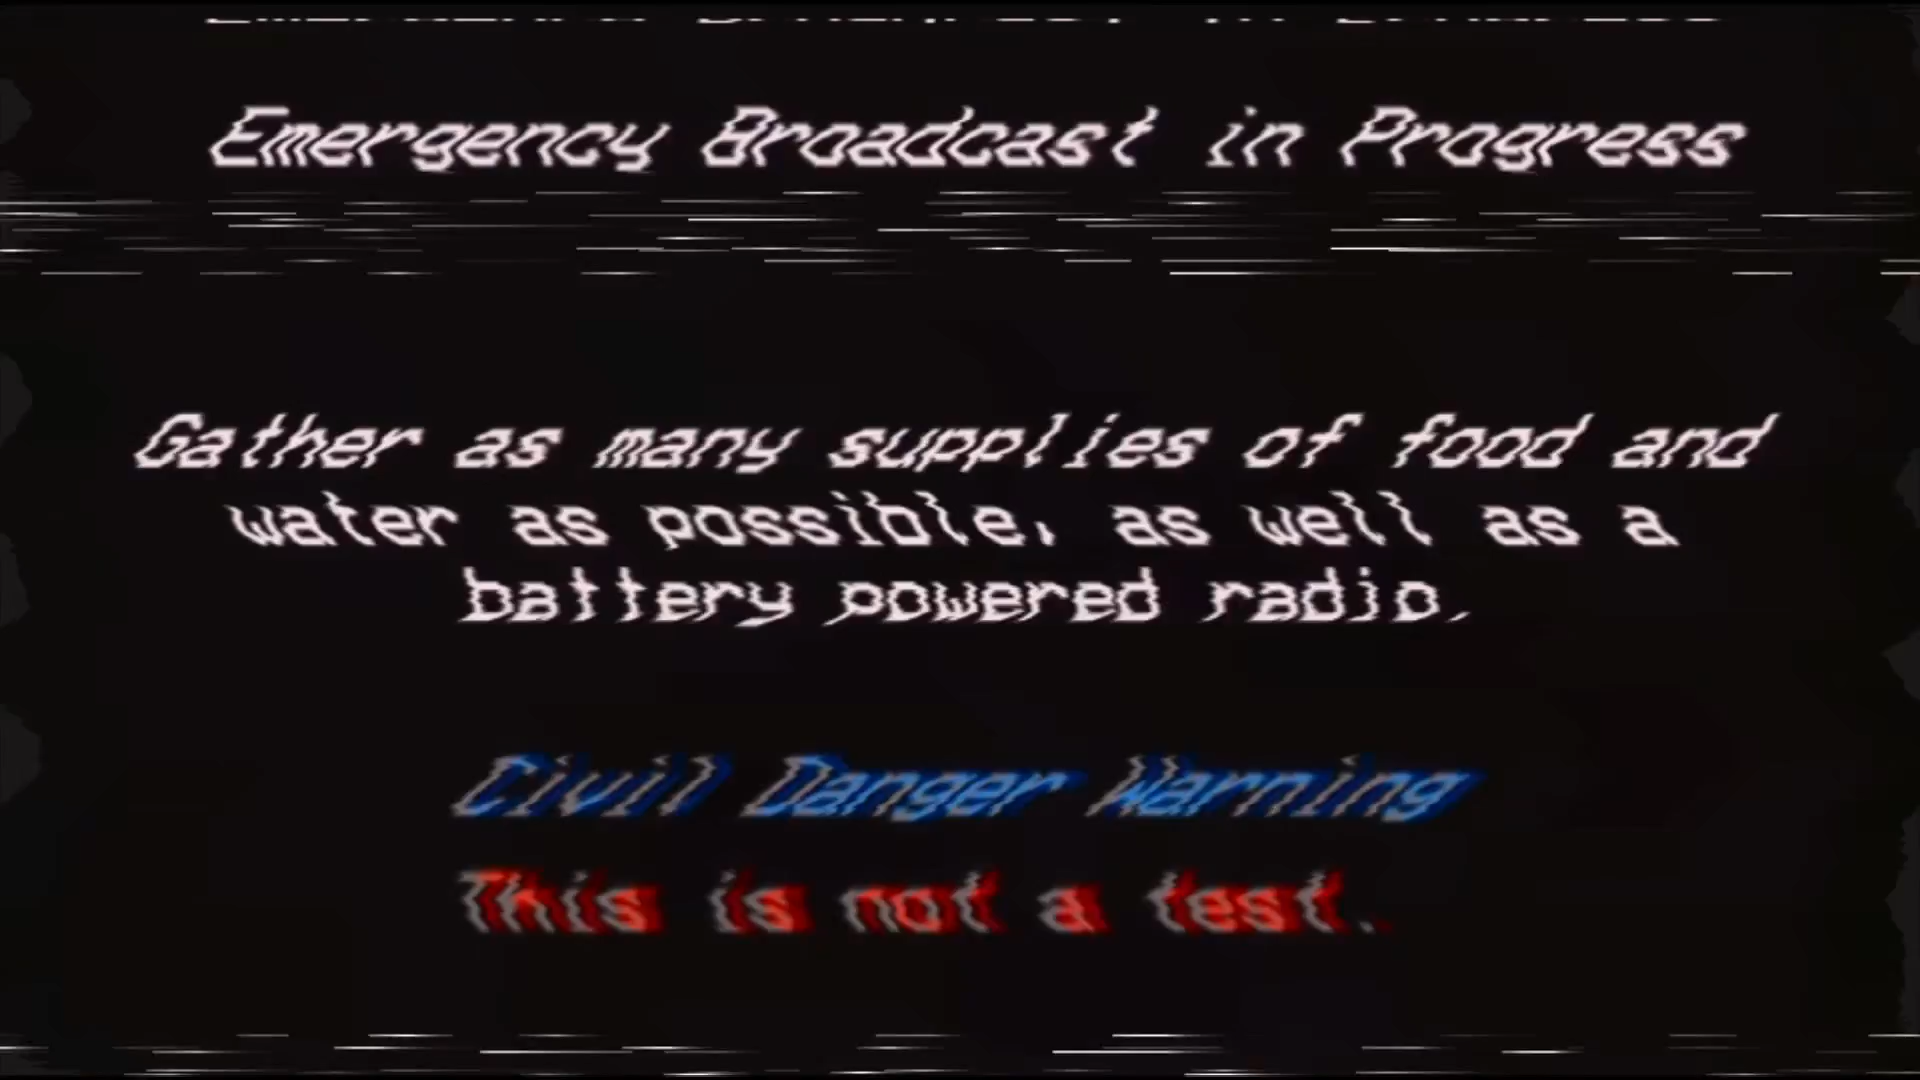 Emergency Broadcast in Progress
Gather as many supplies of food and
water as possible, as well as a
battery powered radio.
Civil Danger Warning
This is not a test.